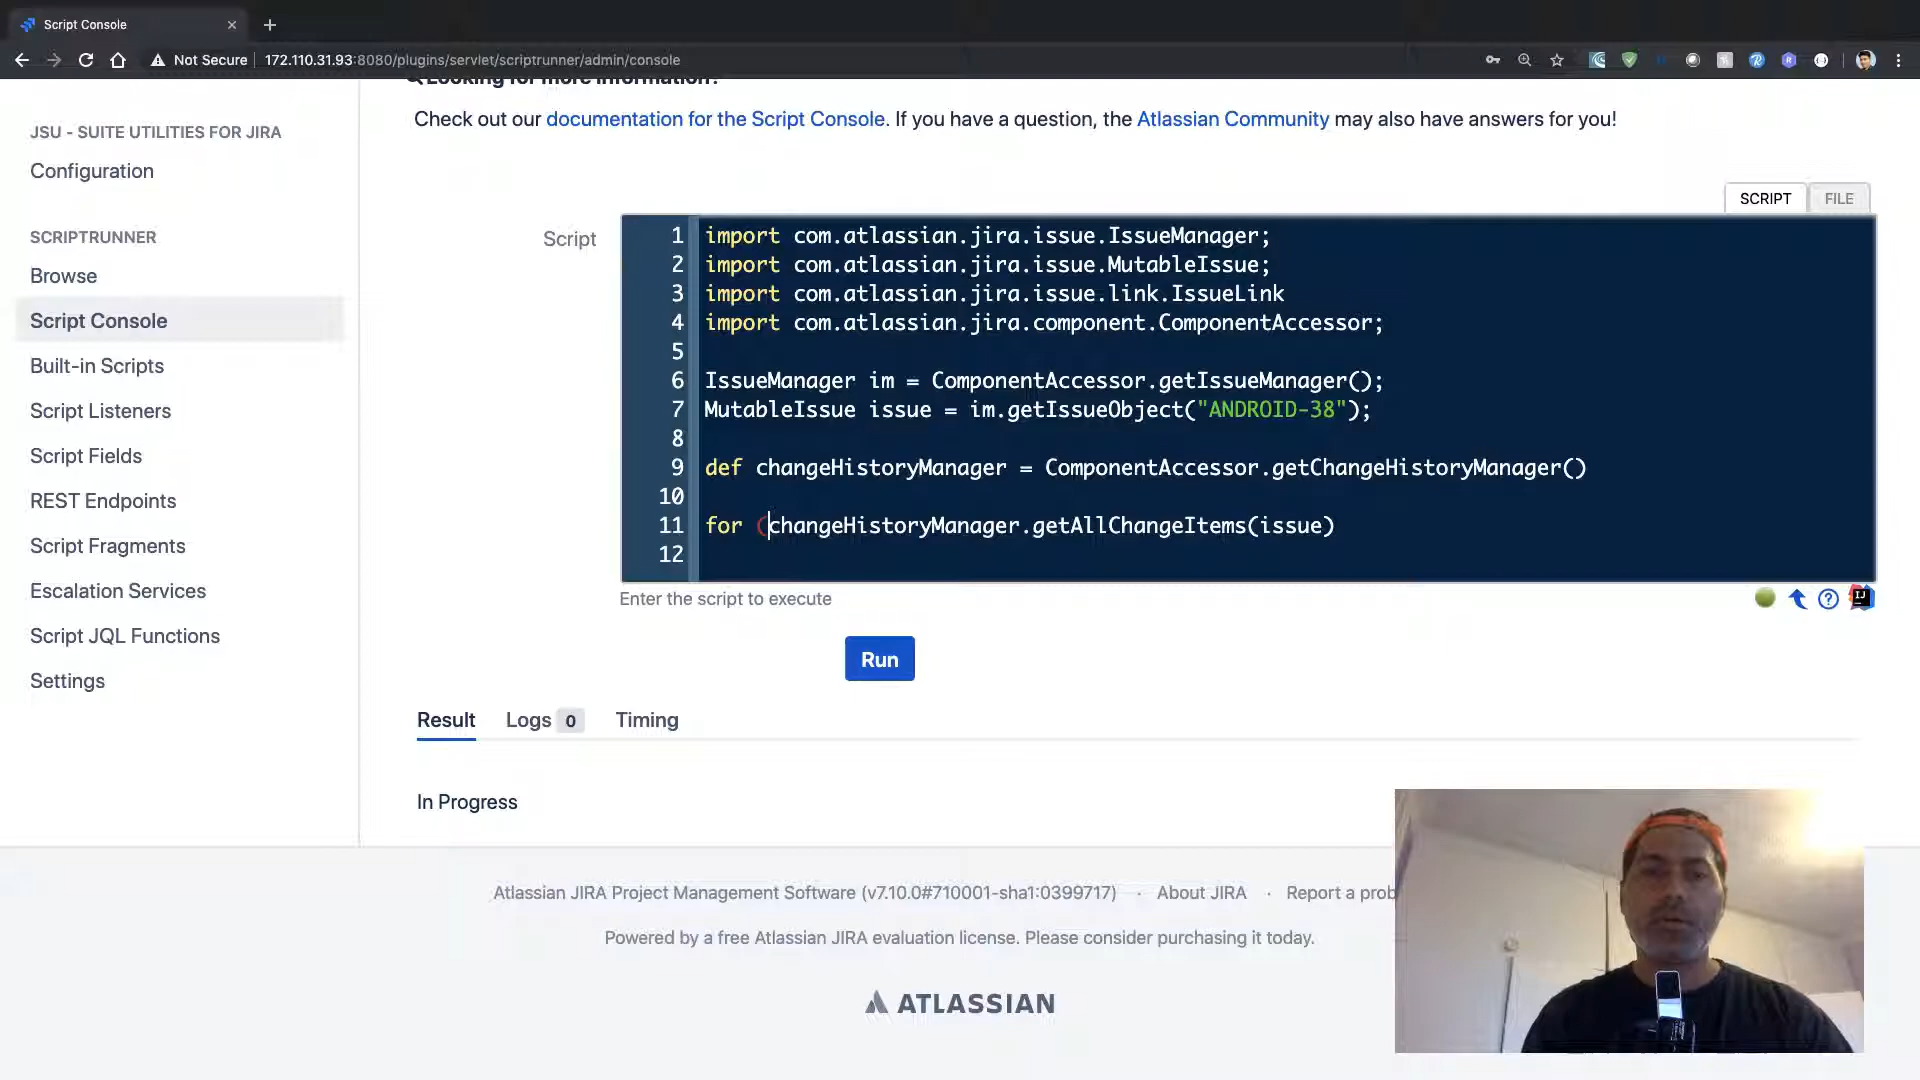 Script Console
Not Secure 172.110.31.93:8080/plugins/servlet/scriptrunner/admin/console
Looking for more information?
Check out our documentation for the Script Console. If you have a question, the Atlassian Community may also have answers for you!
JSU - SUITE UTILITIES FOR JIRA
Configuration
SCRIPTRUNNER
Browse
Script Console
Built-in Scripts
Script Listeners
Script Fields
REST Endpoints
Script Fragments
Escalation Services
Script JQL Functions
Settings
SCRIPT FILE
Script
1 import com.atlassian.jira.issue.IssueManager;
2 import com.atlassian.jira.issue.MutableIssue;
3 import com.atlassian.jira.issue.link.IssueLink
4 import com.atlassian.jira.component.ComponentAccessor;
5
6 IssueManager im = ComponentAccessor.getIssueManager();
7 MutableIssue issue = im.getIssueObject("ANDROID-38");
8
9 def changeHistoryManager = ComponentAccessor.getChangeHistoryManager()
10
11 for (changeHistoryManager.getAllChangeItems(issue)
12
Enter the script to execute
IJ
Run
Result Logs 0 Timing
In Progress
Atlassian JIRA Project Management Software (v7.10.0#710001-sha1:0399717) · About JIRA · Report a prob
Powered by a free Atlassian JIRA evaluation license. Please consider purchasing it today.
ATLASSIAN